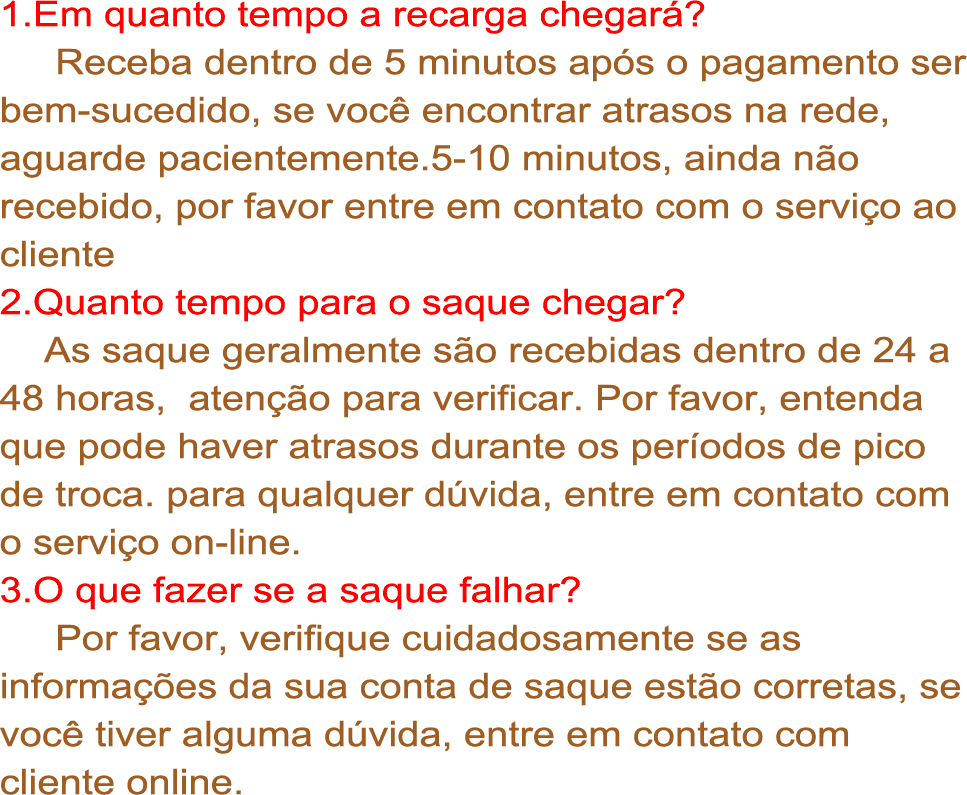 1.Em quanto tempo a recarga chegará?
Receba dentro de 5 minutos após o pagamento ser
bem-sucedido, se você encontrar atrasos na rede,
aguarde pacientemente.5-10 minutos, ainda não
recebido, por favor entre em contato com o serviço ao
cliente
2.Quanto tempo para o saque chegar?
As saque geralmente são recebidas dentro de 24 a
48 horas,  atenção para verificar. Por favor, entenda
que pode haver atrasos durante os períodos de pico
de troca. para qualquer dúvida, entre em contato com
o serviço on-line.
3.O que fazer se a saque falhar?
Por favor, verifique cuidadosamente se as
informações da sua conta de saque estão corretas, se
você tiver alguma dúvida, entre em contato com
cliente online.